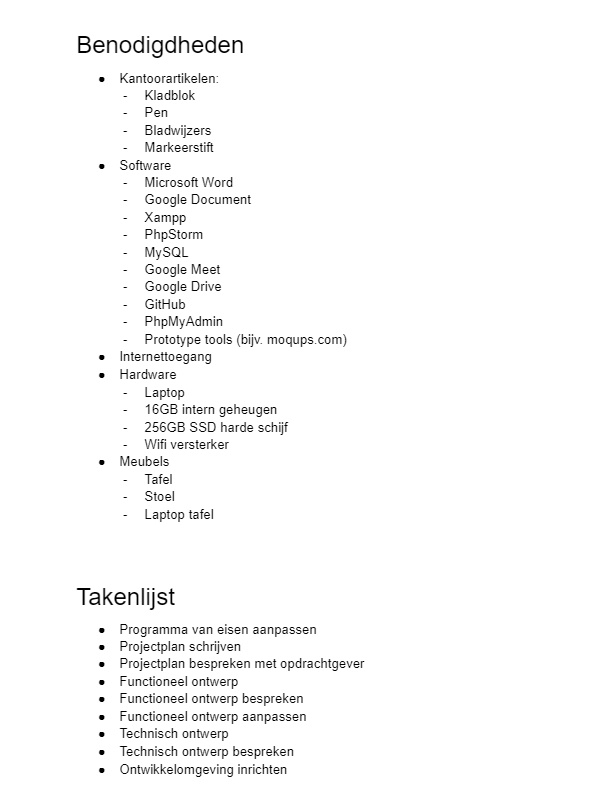 Benodigdheden
● Kantoorartikelen:
- Kladblok
- Pen
- Bladwijzers
- Markeerstift
● Software
- Microsoft Word
- Google Document
- Xampp
- PhpStorm
- MySQL
- Google Meet
- Google Drive
- GitHub
- PhpMyAdmin
- Prototype tools (bijv. moqups.com)
● Internettoegang
● Hardware
- Laptop
- 16GB intern geheugen
- 256GB SSD harde schijf
- Wifi versterker
● Meubels
- Tafel
- Stoel
- Laptop tafel
Takenlijst
● Programma van eisen aanpassen
● Projectplan schrijven
● Projectplan bespreken met opdrachtgever
● Functioneel ontwerp
● Functioneel ontwerp bespreken
● Functioneel ontwerp aanpassen
● Technisch ontwerp
● Technisch ontwerp bespreken
● Ontwikkelomgeving inrichten